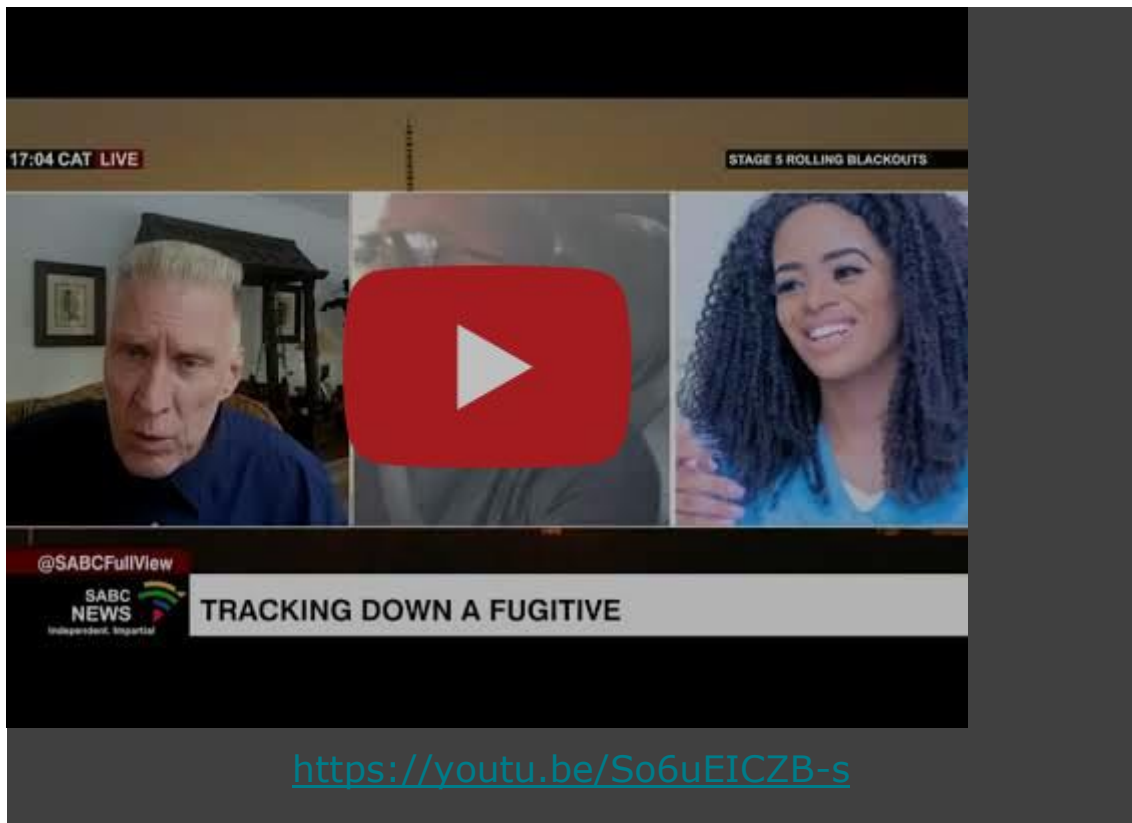 17:04 CAT LIVE
STAGE 5 ROLLING BLACKOUTS
@SABCFullView
SABC
NEWS
Independent. Impartial
TRACKING DOWN A FUGITIVE
https://youtu.be/So6uEICZB-s